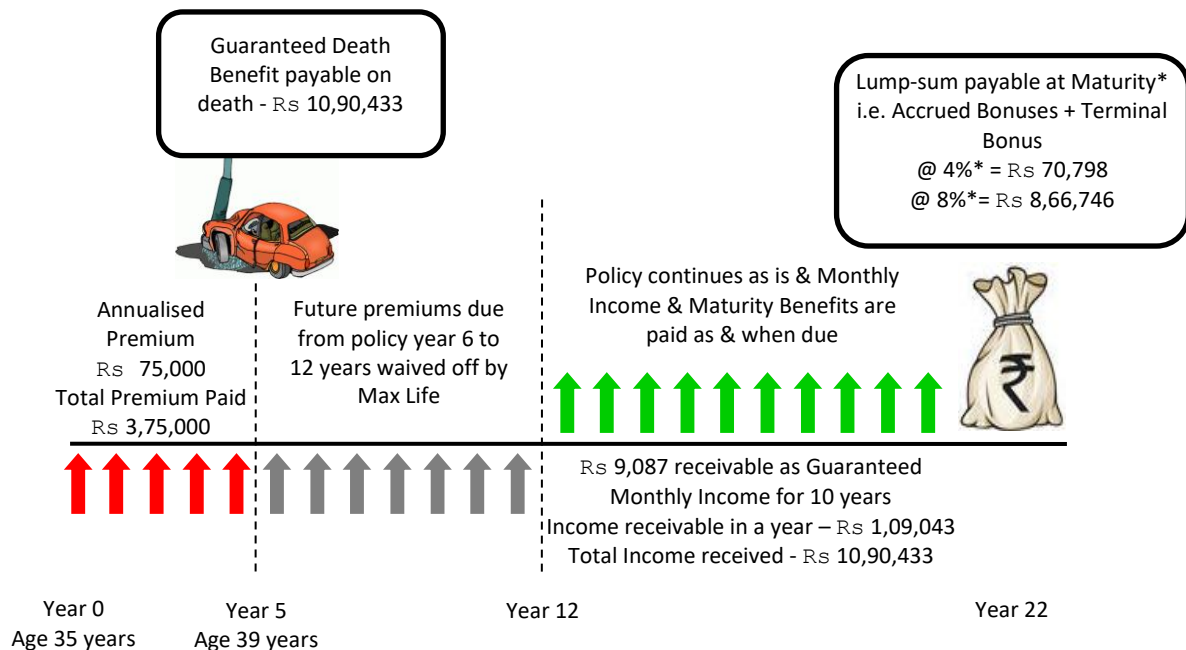 Guaranteed Death
Benefit payable on
death - Rs 10,90,433
Lump-sum payable at Maturity*
i.e. Accrued Bonuses + Terminal
Bonus
@ 4%* = Rs 70,798
@ 8%*= Rs 8,66,746
Annualised
Premium
Rs 75,000
Total Premium Paid
Rs 3,75,000
Future premiums due
from policy year 6 to
12 years waived off by
Max Life
Policy continues as is & Monthly
Income & Maturity Benefits are
paid as & when due
₹
Rs 9,087 receivable as Guaranteed
Monthly Income for 10 years
Income receivable in a year – Rs 1,09,043
Total Income received - Rs 10,90,433
Year 0
Age 35 years
Year 5
Age 39 years
Year 12
Year 22